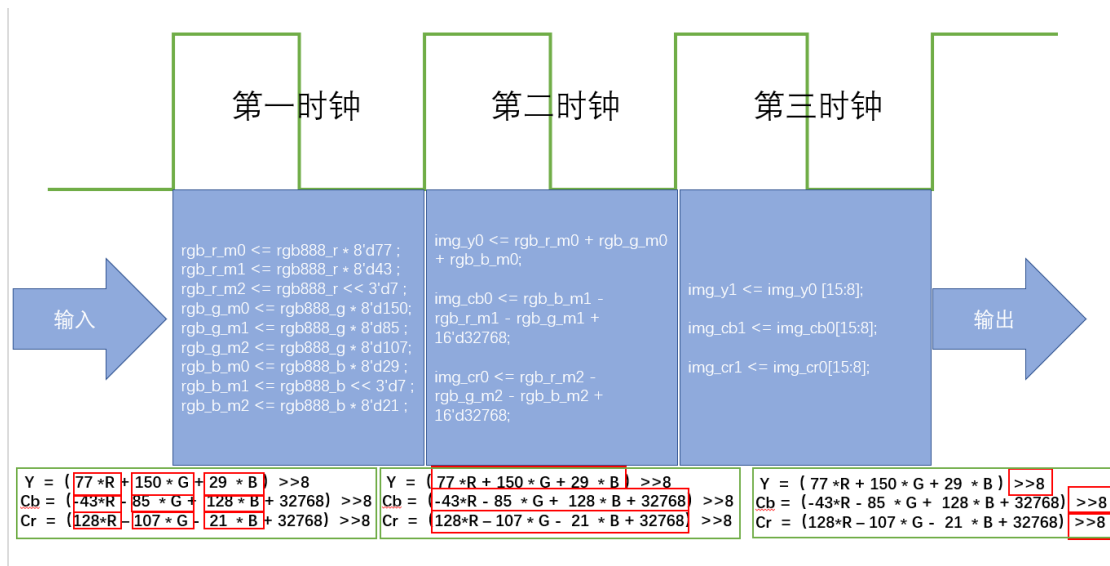 第一时钟
第二时钟
第三时钟
输入
rgb_r_m0 <= rgb888_r * 8'd77 ;
rgb_r_m1 <= rgb888_r * 8'd43 ;
rgb_r_m2 <= rgb888_r << 3'd7 ;
rgb_g_m0 <= rgb888_g * 8'd150;
rgb_g_m1 <= rgb888_g * 8'd85 ;
rgb_g_m2 <= rgb888_g * 8'd107;
rgb_b_m0 <= rgb888_b * 8'd29 ;
rgb_b_m1 <= rgb888_b << 3'd7 ;
rgb_b_m2 <= rgb888_b * 8'd21 ;
img_y0 <= rgb_r_m0 + rgb_g_m0
+ rgb_b_m0;
img_cb0 <= rgb_b_m1 -
rgb_r_m1 - rgb_g_m1 +
16'd32768;
img_cr0 <= rgb_r_m2 -
rgb_g_m2 - rgb_b_m2 +
16'd32768;
img_y1 <= img_y0 [15:8];
img_cb1 <= img_cb0[15:8];
img_cr1 <= img_cr0[15:8];
输出
Y = ( 77 *R + 150 * G + 29 * B) >>8
Cb = (-43*R - 85 * G + 128 * B + 32768) >>8
Cr = (128*R – 107 * G - 21 * B + 32768) >>8
Y = ( 77 *R + 150 * G + 29 * B ) >>8
Cb = (-43*R - 85 * G + 128 * B + 32768) >>8
Cr = (128*R – 107 * G - 21 * B + 32768) >>8
Y = ( 77 *R + 150 * G + 29 * B ) >>8
Cb = (-43*R - 85 * G + 128 * B + 32768) >>8
Cr = (128*R – 107 * G - 21 * B + 32768) >>8